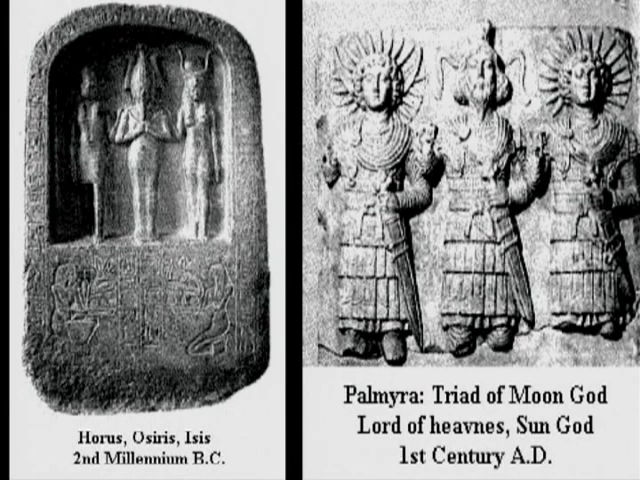 Horus, Osiris, Isis
2nd Millennium B.C.
Palmyra: Triad of Moon God
Lord of heavnes, Sun God
1st Century A.D.